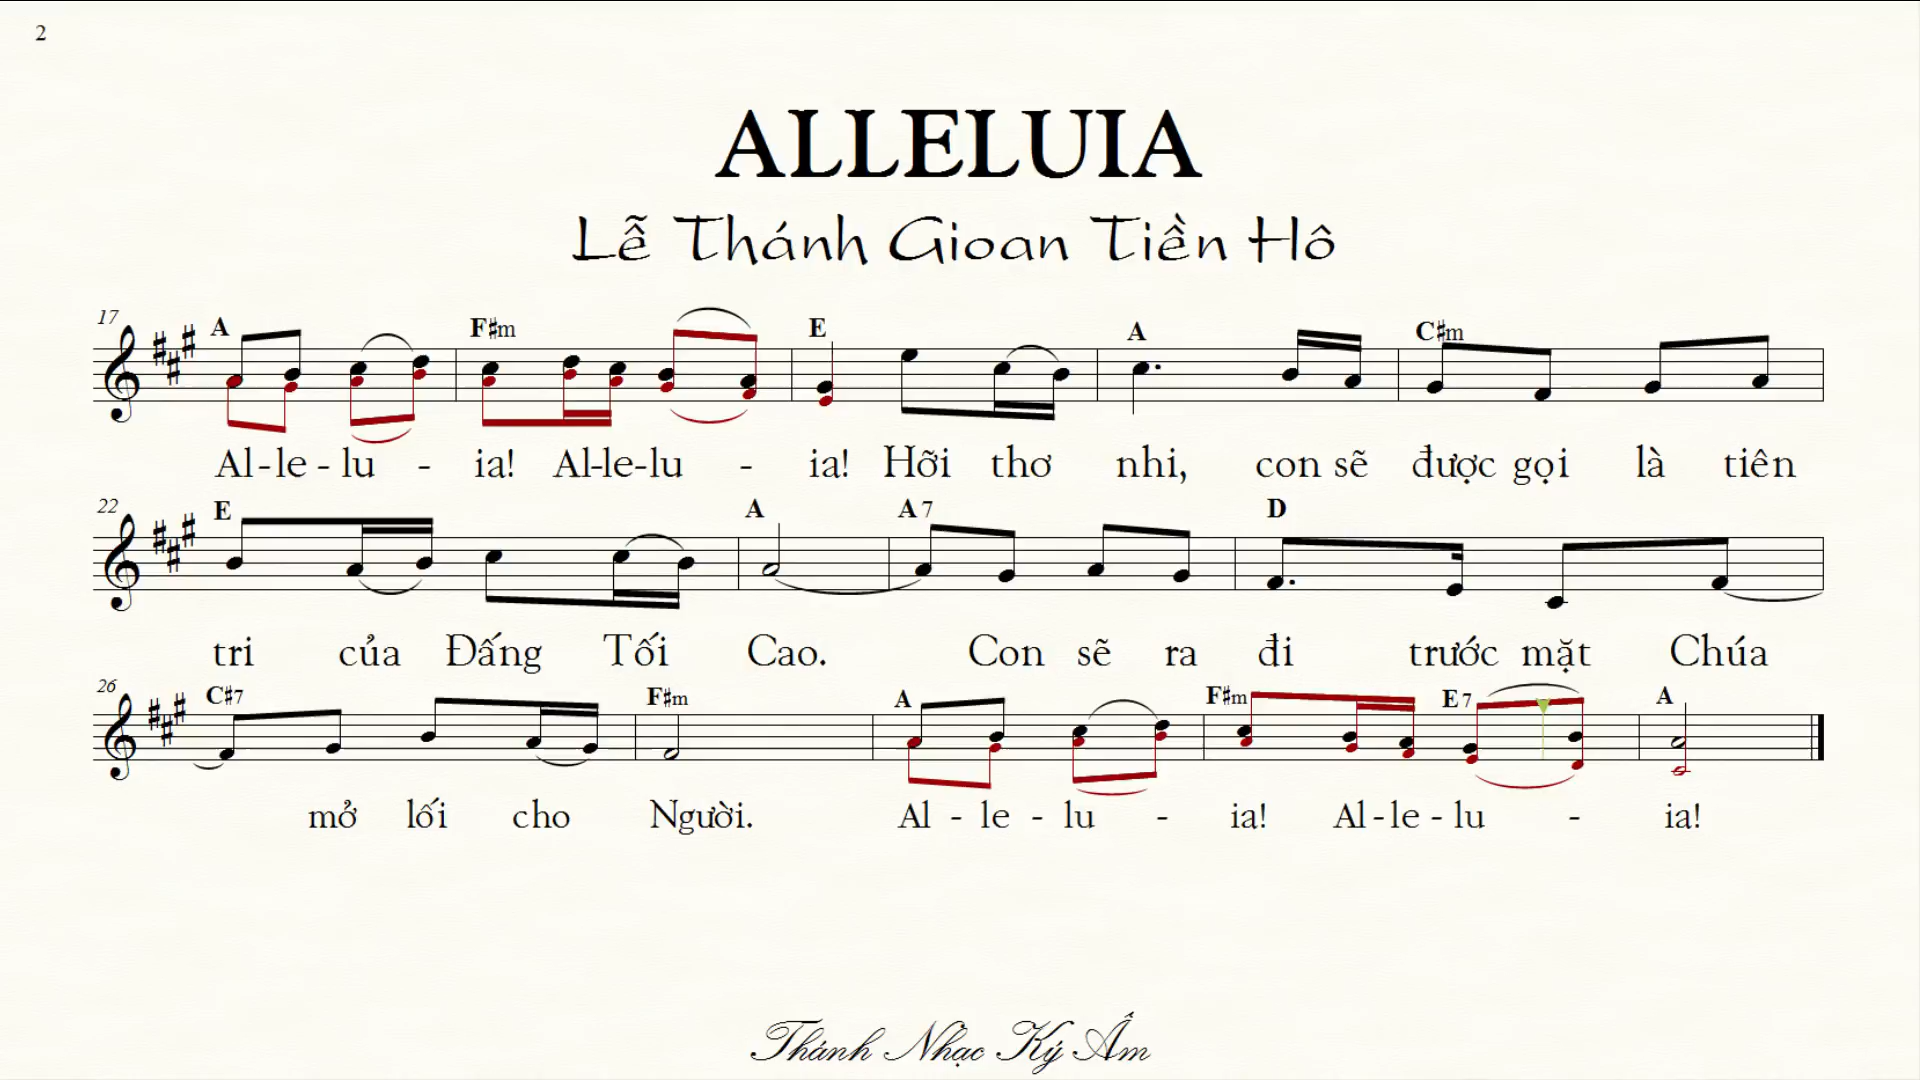 2
ALLELUIA
Lễ Thánh Gioan Tiền Hô
17 A F#m E A C#m
Al - le - lu - ia! Al-le-lu - ia! Hỡi thơ nhi, con sẽ được gọi là tiên
22 E A A7 D
tri của Đấng Tối Cao. Con sẽ ra đi trước mặt Chúa
26 C#7 F#m A F#m E7 A
mở lối cho Người. Al - le - lu - ia! Al - le - lu - ia!
Thánh Nhạc Ký Âm